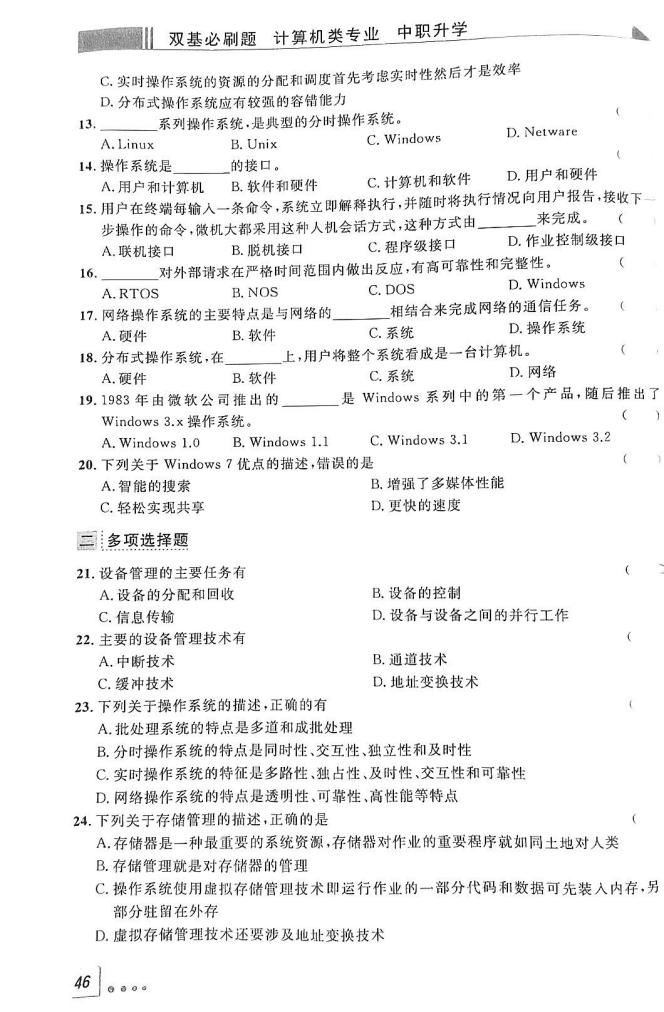 双基必刷题 计算机类专业 中职升学
C. 实时操作系统的资源的分配和调度首先考虑实时性然后才是效率
D. 分布式操作系统应有较强的容错能力
13. ________系列操作系统,是典型的分时操作系统。 (
A. Linux B. Unix C. Windows D. Netware
14. 操作系统是________的接口。 (
A. 用户和计算机 B. 软件和硬件 C. 计算机和软件 D. 用户和硬件
15. 用户在终端每输入一条命令,系统立即解释执行,并随时将执行情况向用户报告,接收下一
步操作的命令,微机大都采用这种人机会话方式,这种方式由________来完成。 (
A. 联机接口 B. 脱机接口 C. 程序级接口 D. 作业控制级接口
16. ________对外部请求在严格时间范围内做出反应,有高可靠性和完整性。 (
A. RTOS B. NOS C. DOS D. Windows
17. 网络操作系统的主要特点是与网络的________相结合来完成网络的通信任务。 (
A. 硬件 B. 软件 C. 系统 D. 操作系统
18. 分布式操作系统,在________上,用户将整个系统看成是一台计算机。 (
A. 硬件 B. 软件 C. 系统 D. 网络
19. 1983 年由微软公司推出的________是 Windows 系列中的第一个产品,随后推出了
Windows 3.x 操作系统。 ( )
A. Windows 1.0 B. Windows 1.1 C. Windows 3.1 D. Windows 3.2
20. 下列关于 Windows 7 优点的描述,错误的是 ( )
A. 智能的搜索 B. 增强了多媒体性能
C. 轻松实现共享 D. 更快的速度
二 多项选择题
21. 设备管理的主要任务有 ( )
A. 设备的分配和回收 B. 设备的控制
C. 信息传输 D. 设备与设备之间的并行工作
22. 主要的设备管理技术有 (
A. 中断技术 B. 通道技术
C. 缓冲技术 D. 地址变换技术
23. 下列关于操作系统的描述,正确的有 (
A. 批处理系统的特点是多道和成批处理
B. 分时操作系统的特点是同时性、交互性、独立性和及时性
C. 实时操作系统的特征是多路性、独占性、及时性、交互性和可靠性
D. 网络操作系统的特点是透明性、可靠性、高性能等特点
24. 下列关于存储管理的描述,正确的是 (
A. 存储器是一种最重要的系统资源,存储器对作业的重要程序就如同土地对人类
B. 存储管理就是对存储器的管理
C. 操作系统使用虚拟存储管理技术即运行作业的一部分代码和数据可先装入内存,另
部分驻留在外存
D. 虚拟存储管理技术还要涉及地址变换技术
46